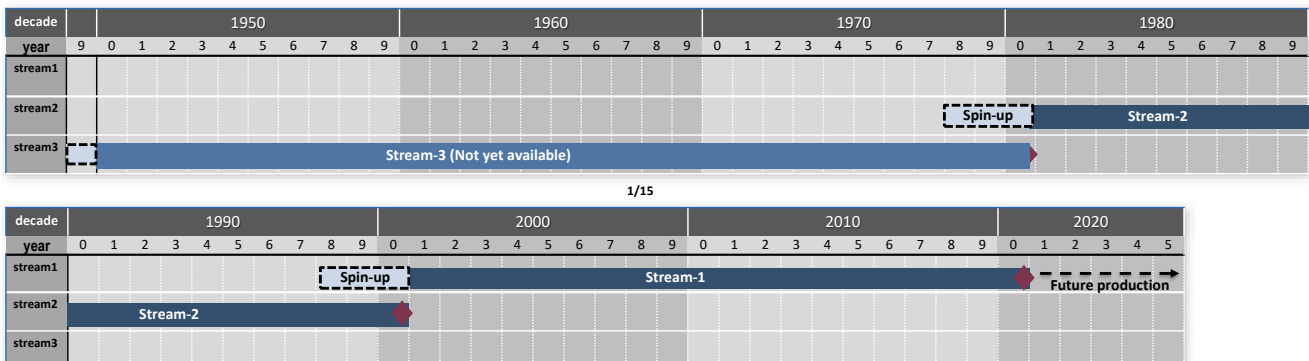 decade 1950 1960 1970 1980
year 9 0 1 2 3 4 5 6 7 8 9 0 1 2 3 4 5 6 7 8 9 0 1 2 3 4 5 6 7 8 9 0 1 2 3 4 5 6 7 8 9
stream1
stream2 Spin-up Stream-2
stream3 Stream-3 (Not yet available)
1/15
decade 1990 2000 2010 2020
year 0 1 2 3 4 5 6 7 8 9 0 1 2 3 4 5 6 7 8 9 0 1 2 3 4 5 6 7 8 9 0 1 2 3 4 5
stream1 Spin-up Stream-1 Future production
stream2 Stream-2
stream3